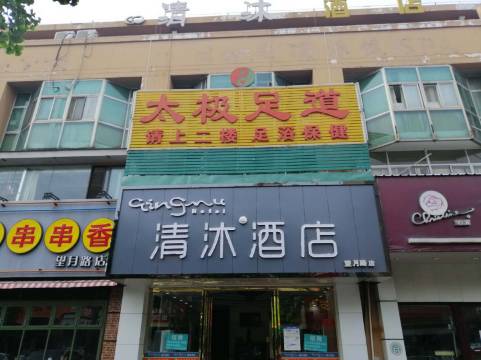 清沐酒店
太极足道
请上二楼 足浴保健
Qingmu
Hotel
清沐酒店
望月路店
串串香
望月路店